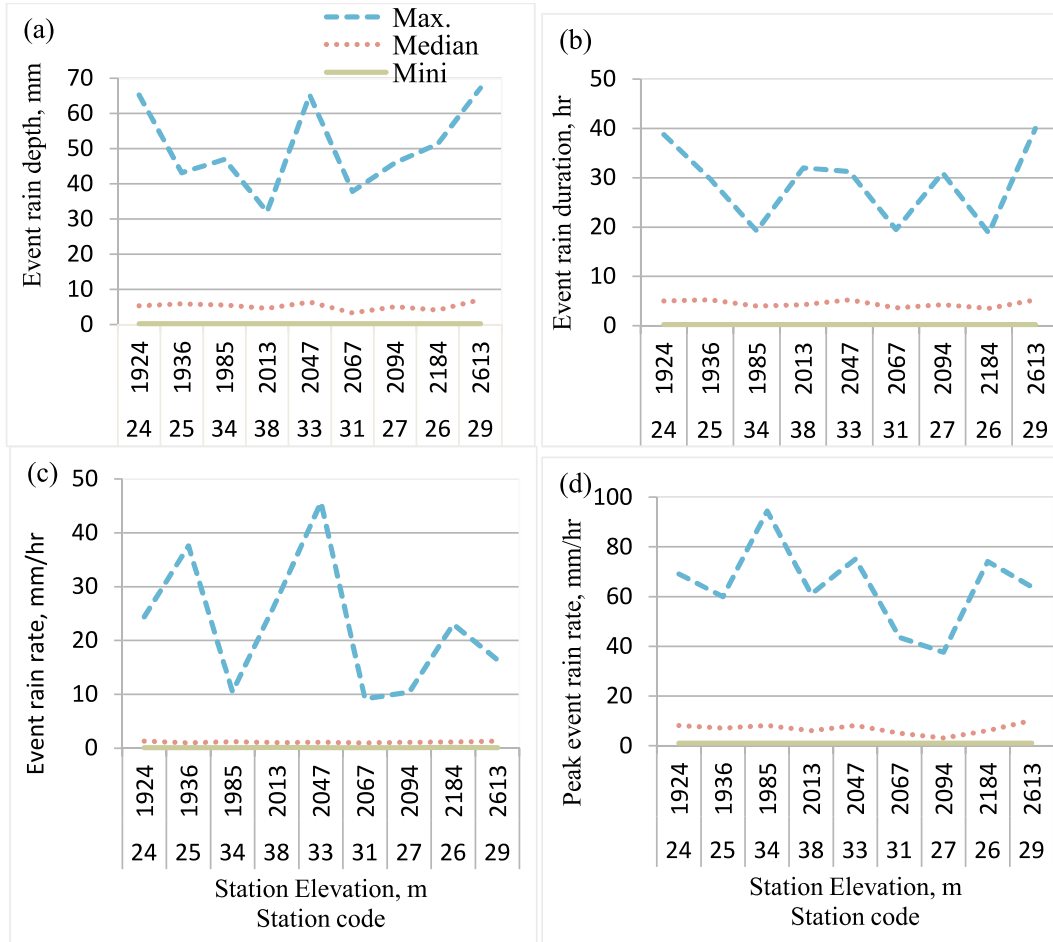 (a)
Max.
Median
Mini
Event rain depth, mm
70
60
50
40
30
20
10
0
1924 1936 1985 2013 2047 2067 2094 2184 2613
24 25 34 38 33 31 27 26 29
(b)
Event rain duration, hr
50
40
30
20
10
0
1924 1936 1985 2013 2047 2067 2094 2184 2613
24 25 34 38 33 31 27 26 29
(c)
Event rain rate, mm/hr
50
40
30
20
10
0
1924 1936 1985 2013 2047 2067 2094 2184 2613
24 25 34 38 33 31 27 26 29
Station Elevation, m
Station code
(d)
Peak event rain rate, mm/hr
100
80
60
40
20
0
1924 1936 1985 2013 2047 2067 2094 2184 2613
24 25 34 38 33 31 27 26 29
Station Elevation, m
Station code